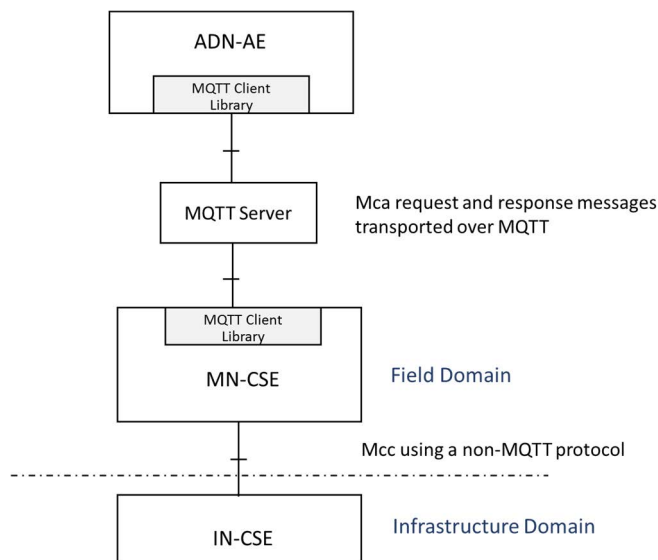 ADN-AE
MQTT Client
Library
MQTT Server
Mca request and response messages
transported over MQTT
MQTT Client
Library
MN-CSE
Field Domain
Mcc using a non-MQTT protocol
IN-CSE
Infrastructure Domain